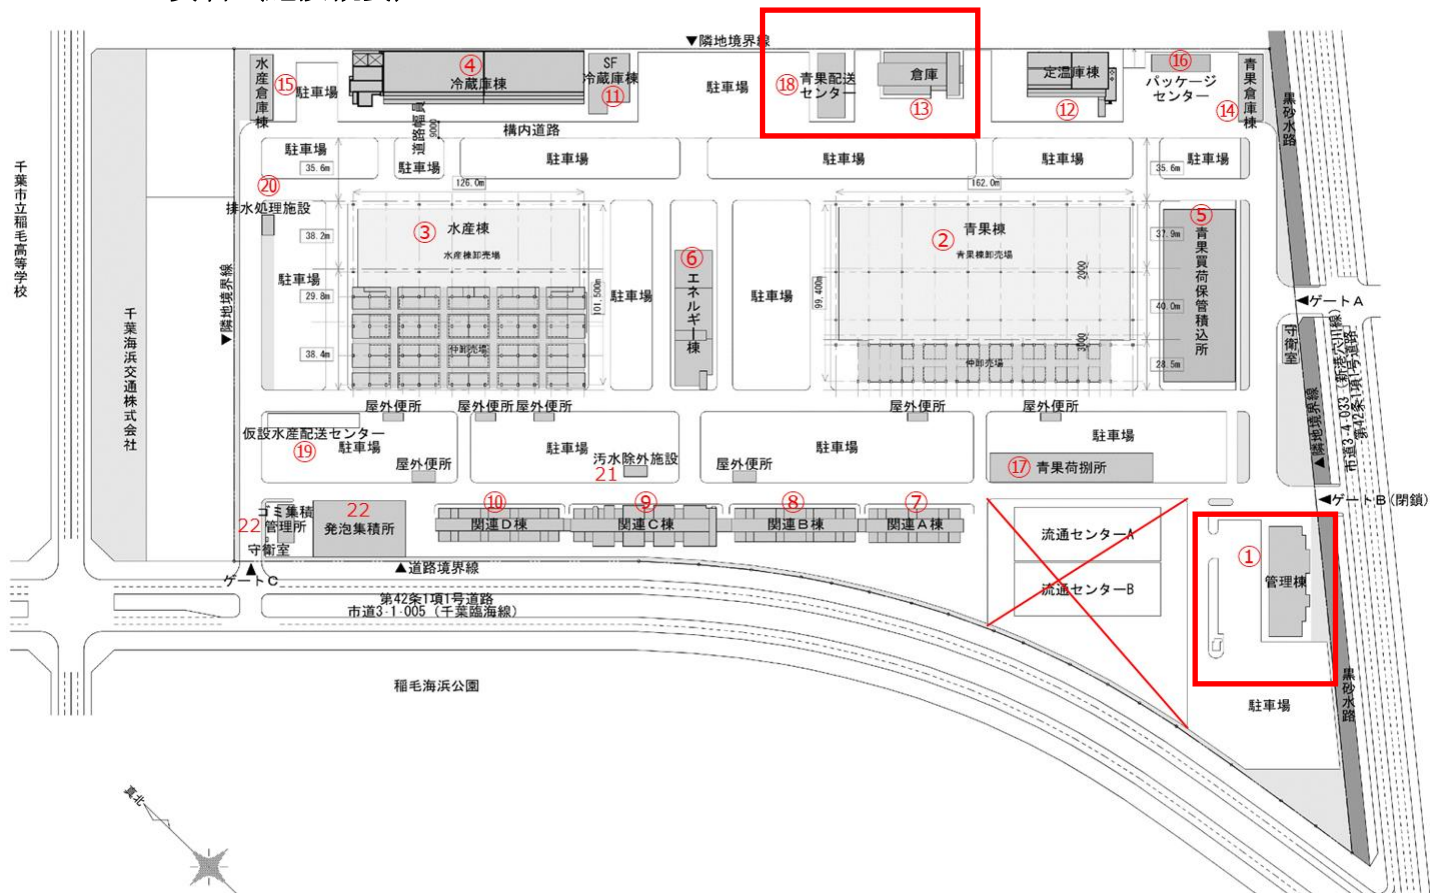 ▼隣地境界線
水産倉庫棟
⑮
駐車場
④
冷蔵庫棟
SF
冷蔵庫棟
⑪
駐車場
⑱
青果配送
センター
倉庫
⑬
定温庫棟
⑫
⑯
パッケージ
センター
青果倉庫棟
⑭
黒砂水路
構内道路
道路幅員
9000
駐車場
駐車場
駐車場
駐車場
駐車場
駐車場
35.6m
126.0m
162.0m
35.6m
千葉市立稲毛高等学校
⑳
排水処理施設
38.2m
③
水産棟
水産棟卸売場
②
青果棟
青果棟卸売場
⑤
青果買荷保管積込所
37.9m
▼隣地境界線
駐車場
29.8m
101.500m
駐車場
⑥
エネルギー棟
駐車場
99.400m
2000
40.0m
◀ゲートA
千葉海浜交通株式会社
38.4m
仲卸売場
3000
仲卸売場
28.5m
守衛室
▲隣地境界線
市道3-4-033（新港穴川線）
第42条1項1号道路
屋外便所
屋外便所
屋外便所
屋外便所
屋外便所
仮設水産配送センター
⑲
駐車場
駐車場
駐車場
駐車場
屋外便所
汚水除外施設
21
屋外便所
⑰
青果荷捌所
◀ゲートB(閉鎖)
22
ゴミ集積
管理所
22
発泡集積所
守衛室
⑩
関連D棟
⑨
関連C棟
⑧
関連B棟
⑦
関連A棟
流通センターA
流通センターB
①
管理棟
▲
ゲートC
▲道路境界線
第42条1項1号道路
市道3-1-005（千葉臨海線）
稲毛海浜公園
駐車場
黒砂水路
真北